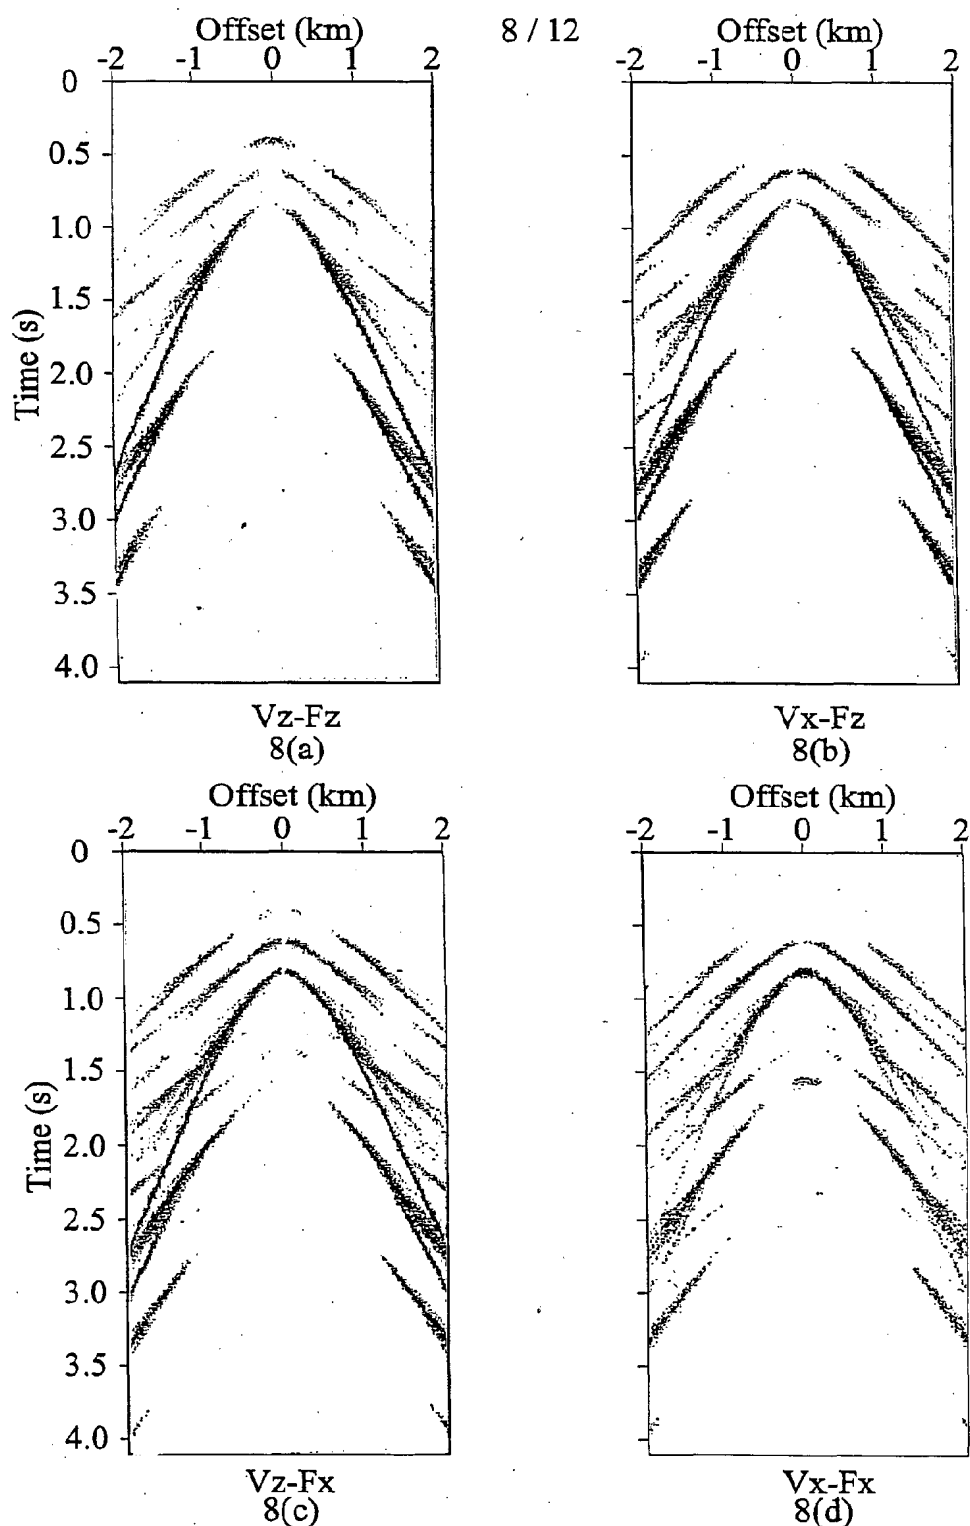 8 / 12
Offset (km)
-2 -1 0 1 2
Time (s)
0
0.5
1.0
1.5
2.0
2.5
3.0
3.5
4.0
Vz-Fz
8(a)
Offset (km)
-2 -1 0 1 2
Vx-Fz
8(b)
Offset (km)
-2 -1 0 1 2
Time (s)
0
0.5
1.0
1.5
2.0
2.5
3.0
3.5
4.0
Vz-Fx
8(c)
Offset (km)
-2 -1 0 1 2
Vx-Fx
8(d)